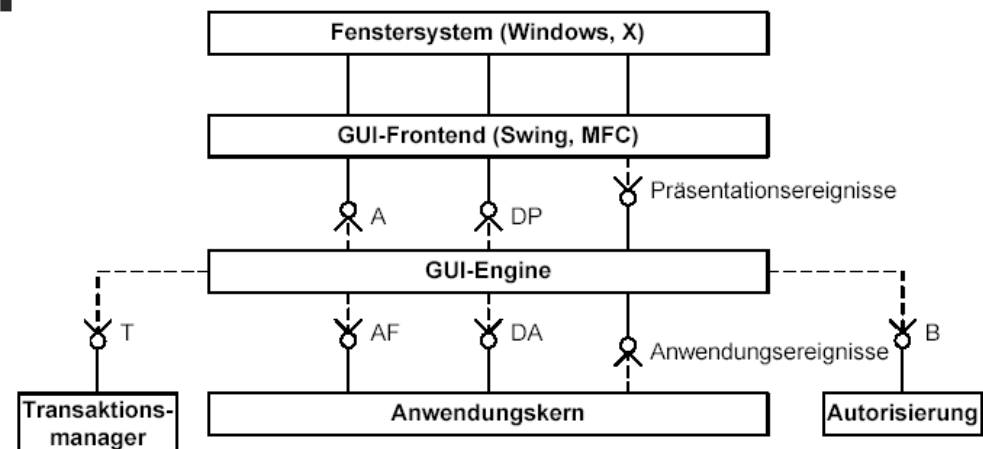 Fenstersystem (Windows, X)
GUI-Frontend (Swing, MFC)
Präsentationsereignisse
A
DP
GUI-Engine
T
AF
DA
Anwendungsereignisse
B
Transaktions-
manager
Anwendungskern
Autorisierung